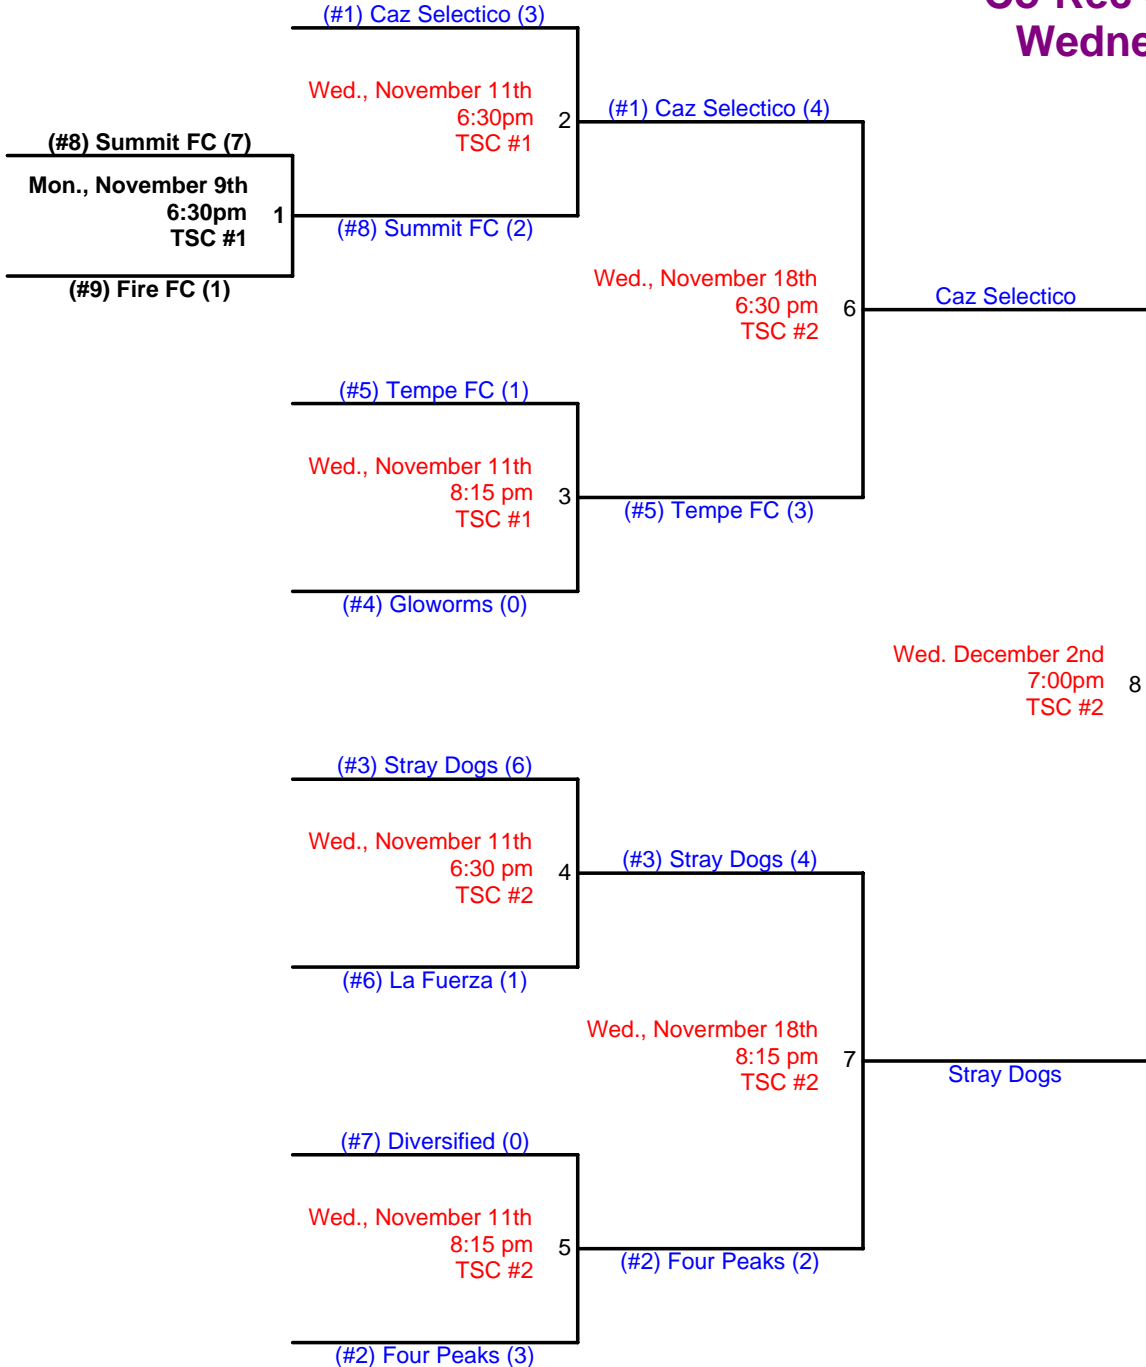 Co-Rec
Wedne
(#1) Caz Selectico (3)
Wed., November 11th
6:30pm
TSC #1
2
(#1) Caz Selectico (4)
(#8) Summit FC (7)
Mon., November 9th
6:30pm
TSC #1
1
(#8) Summit FC (2)
(#9) Fire FC (1)
Wed., November 18th
6:30 pm
TSC #2
6
Caz Selectico
(#5) Tempe FC (1)
Wed., November 11th
8:15 pm
TSC #1
3
(#5) Tempe FC (3)
(#4) Gloworms (0)
Wed. December 2nd
7:00pm
TSC #2
8
(#3) Stray Dogs (6)
Wed., November 11th
6:30 pm
TSC #2
4
(#3) Stray Dogs (4)
(#6) La Fuerza (1)
Wed., Novermber 18th
8:15 pm
TSC #2
7
Stray Dogs
(#7) Diversified (0)
Wed., November 11th
8:15 pm
TSC #2
5
(#2) Four Peaks (2)
(#2) Four Peaks (3)